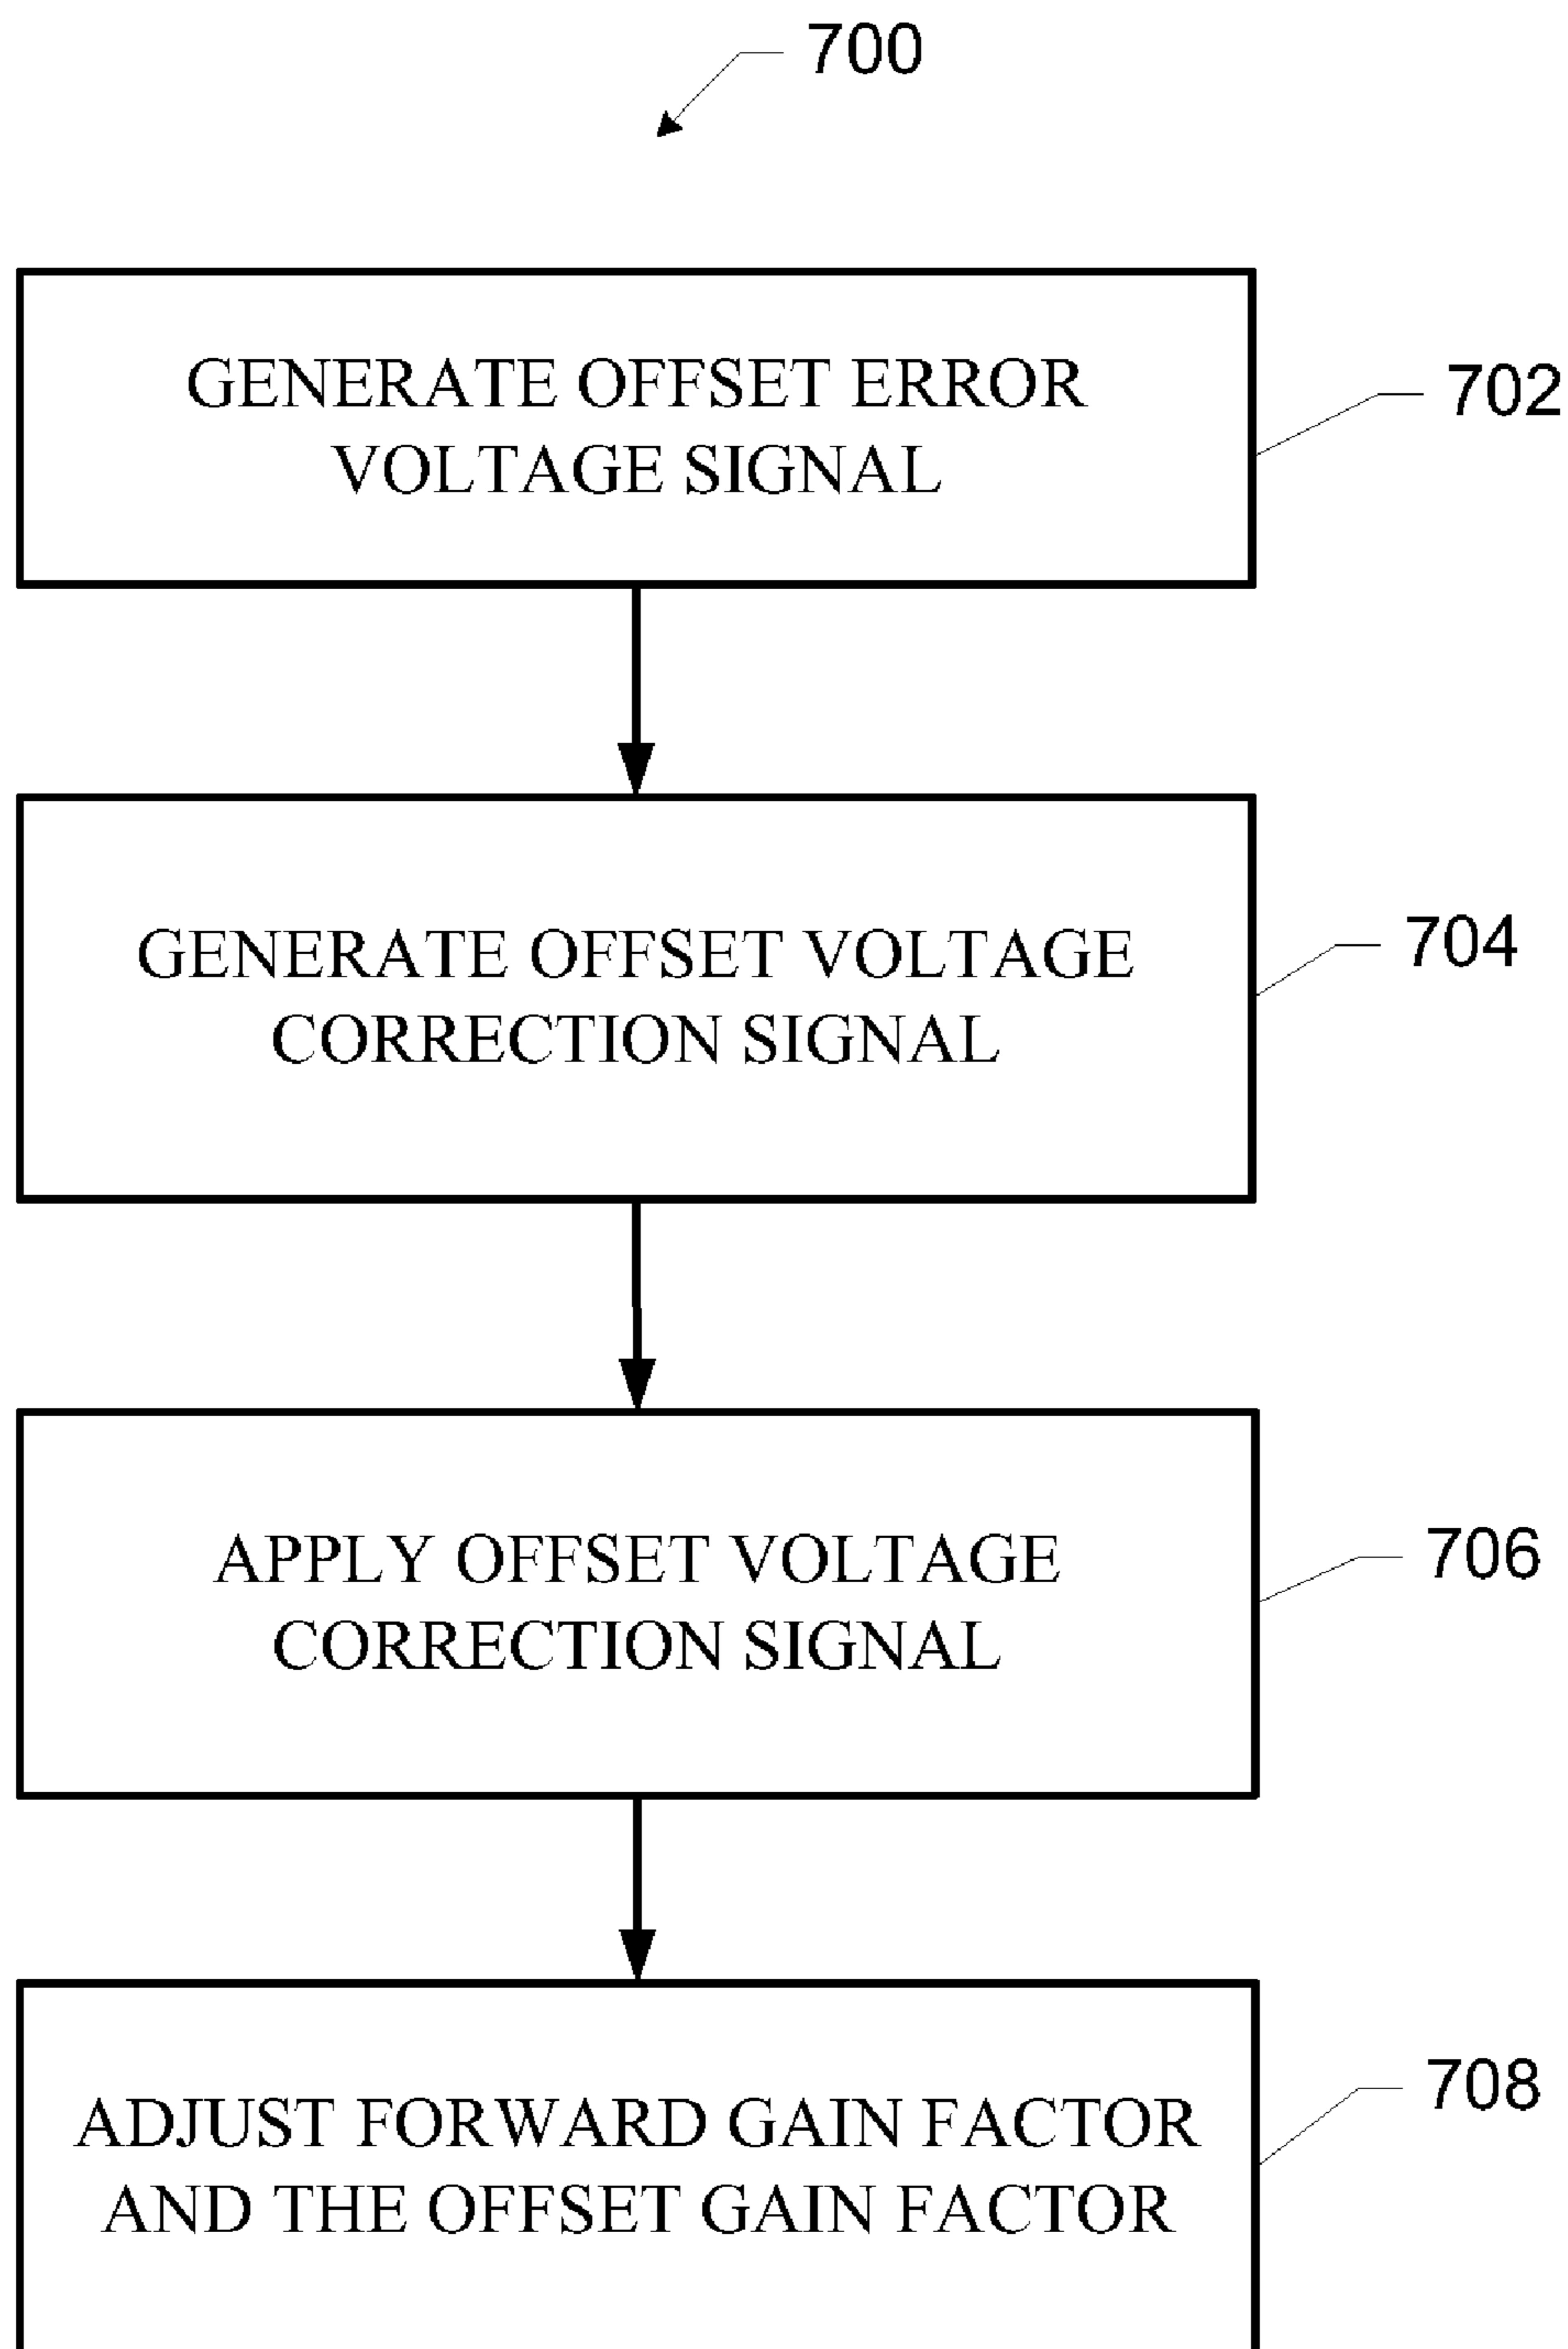 700
GENERATE OFFSET ERROR
VOLTAGE SIGNAL
702
GENERATE OFFSET VOLTAGE
CORRECTION SIGNAL
704
APPLY OFFSET VOLTAGE
CORRECTION SIGNAL
706
ADJUST FORWARD GAIN FACTOR
AND THE OFFSET GAIN FACTOR
708